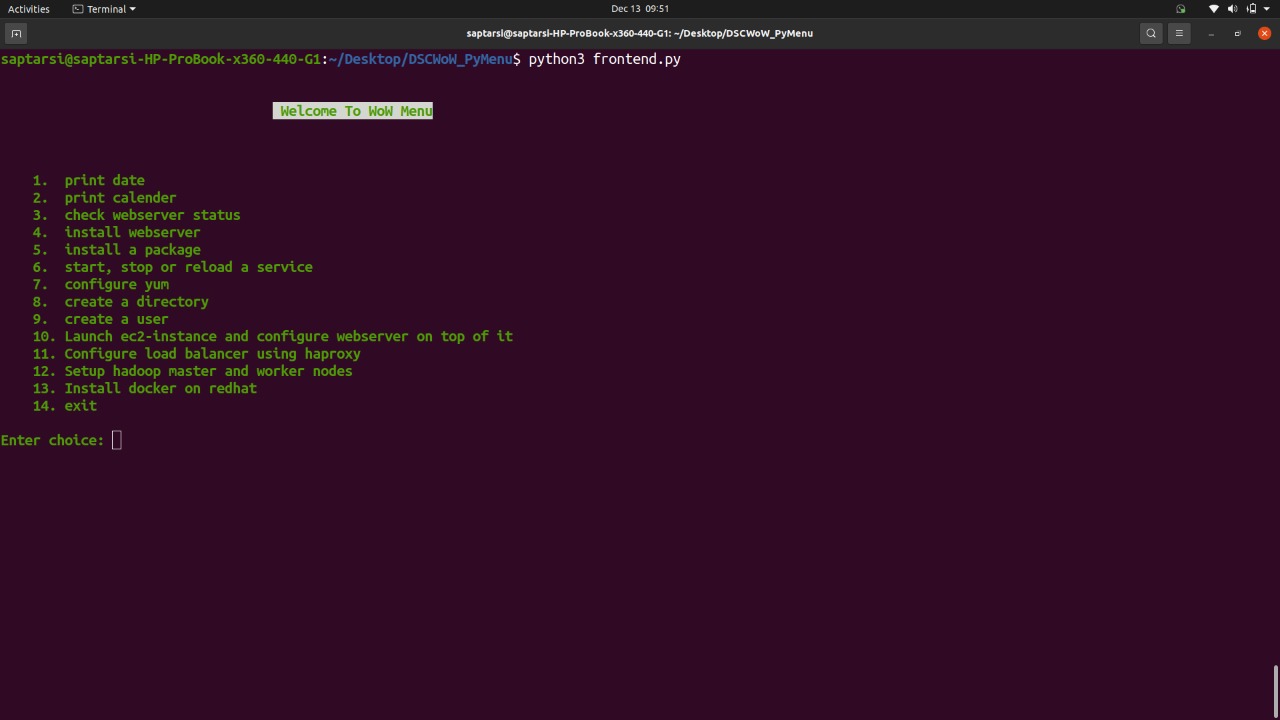 Activities Terminal Dec 13 09:51
saptarsi@saptarsi-HP-ProBook-x360-440-G1: ~/Desktop/DSCWoW_PyMenu
saptarsi@saptarsi-HP-ProBook-x360-440-G1:~/Desktop/DSCWoW_PyMenu$ python3 frontend.py
Welcome To WoW Menu
1. print date
2. print calender
3. check webserver status
4. install webserver
5. install a package
6. start, stop or reload a service
7. configure yum
8. create a directory
9. create a user
10. Launch ec2-instance and configure webserver on top of it
11. Configure load balancer using haproxy
12. Setup hadoop master and worker nodes
13. Install docker on redhat
14. exit
Enter choice: